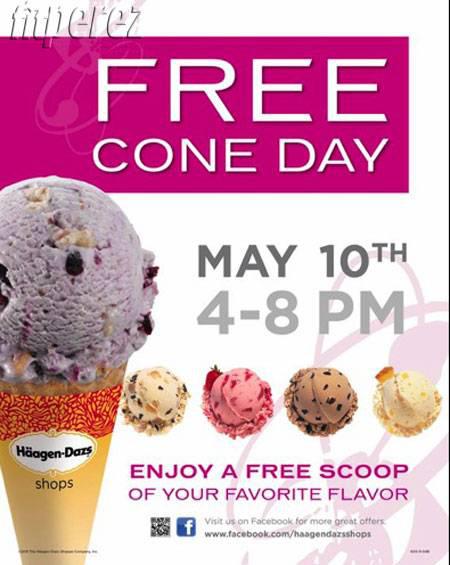 fitperez
FREE
CONE DAY
MAY 10TH
4-8 PM
Häagen-Dazs
shops
ENJOY A FREE SCOOP
OF YOUR FAVORITE FLAVOR
Visit us on Facebook for more great offers.
www.facebook.com/haagendazsshops